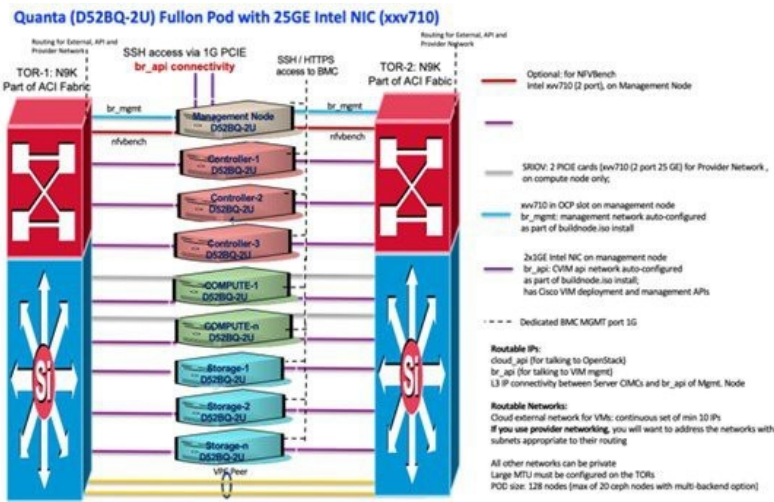 Quanta (D52BQ-2U) Fullon Pod with 25GE Intel NIC (xxv710)
Routing for External, API and
Provider Network
TOR-1: N9K
Part of ACI Fabric
SSH access via 1G PCIE
br_api connectivity
SSH / HTTPS
access to BMC
Routing for External, API and
Provider Network
TOR-2: N9K
Part of ACI Fabric
br_mgmt
nfvbench
br_mgmt
nfvbench
Management Node
D52BQ-2U
Controller-1
D52BQ-2U
Controller-2
D52BQ-2U
Controller-3
D52BQ-2U
COMPUTE-1
D52BQ-2U
COMPUTE-n
D52BQ-2U
Storage-1
D52BQ-2U
Storage-2
D52BQ-2U
Storage-n
D52BQ-2U
VPC Peer
Si
Si
Optional: for NFVBench
Intel xvv710 (2 port), on Management Node
SRIOV: 2 PICIE cards (xvv710 (2 port 25 GE) for Provider Network ,
on compute node only;
xvv710 in OCP slot on management node
br_mgmt: management network auto-configured
as part of buildnode.iso install
2x1GE Intel NIC on management node
br_api: CVIM api network auto-configured
as part of buildnode.iso install;
has Cisco VIM deployment and management APIs
Dedicated BMC MGMT port 1G
Routable IPs:
cloud_api (for talking to OpenStack)
br_api (for talking to VIM mgmt)
L3 IP connectivity between Server CIMCs and br_api of Mgmt. Node
Routable Networks:
Cloud external network for VMs: continuous set of min 10 IPs
If you use provider networking, you will want to address the networks with
subnets appropriate to their routing
All other networks can be private
Large MTU must be configured on the TORs
POD size: 128 nodes (max of 20 ceph nodes with multi-backend option)